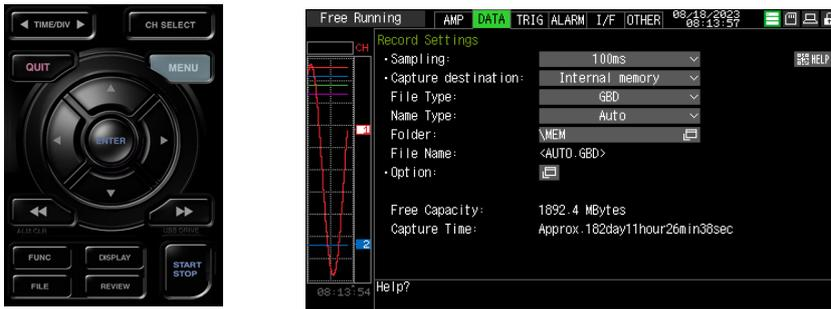 TIME/DIV
CH SELECT
QUIT
MENU
ENTER
ALM CLR
USB DRIVE
FUNC
DISPLAY
START
STOP
FILE
REVIEW
Free Running
AMP
DATA
TRIG
ALARM
I/F
OTHER
08/18/2023
08:13:57
CH
Record Settings
•Sampling: 100ms
HELP
•Capture destination: Internal memory
File Type: GBD
Name Type: Auto
1
Folder: \MEM
File Name: <AUTO.GBD>
•Option:
Free Capacity: 1892.4 MBytes
Capture Time: Approx.182day11hour26min38sec
2
08:13:54
Help?